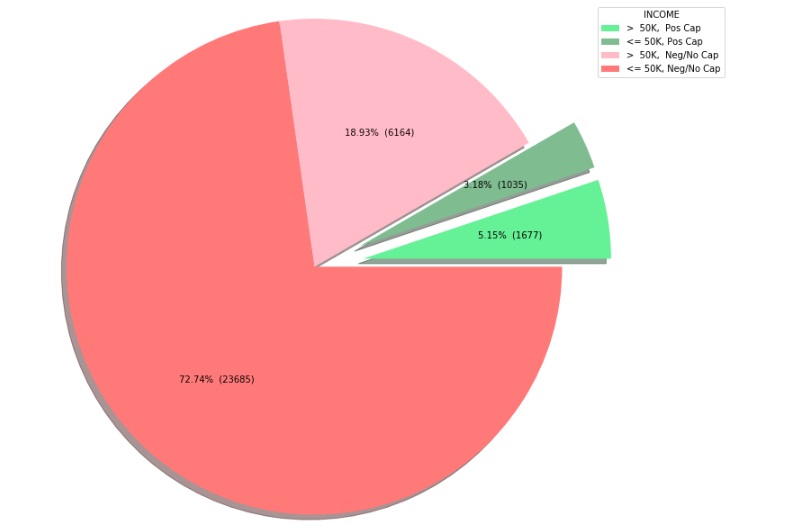 INCOME
> 50K, Pos Cap
<= 50K, Pos Cap
> 50K, Neg/No Cap
<= 50K, Neg/No Cap
18.93% (6164)
3.18% (1035)
5.15% (1677)
72.74% (23685)